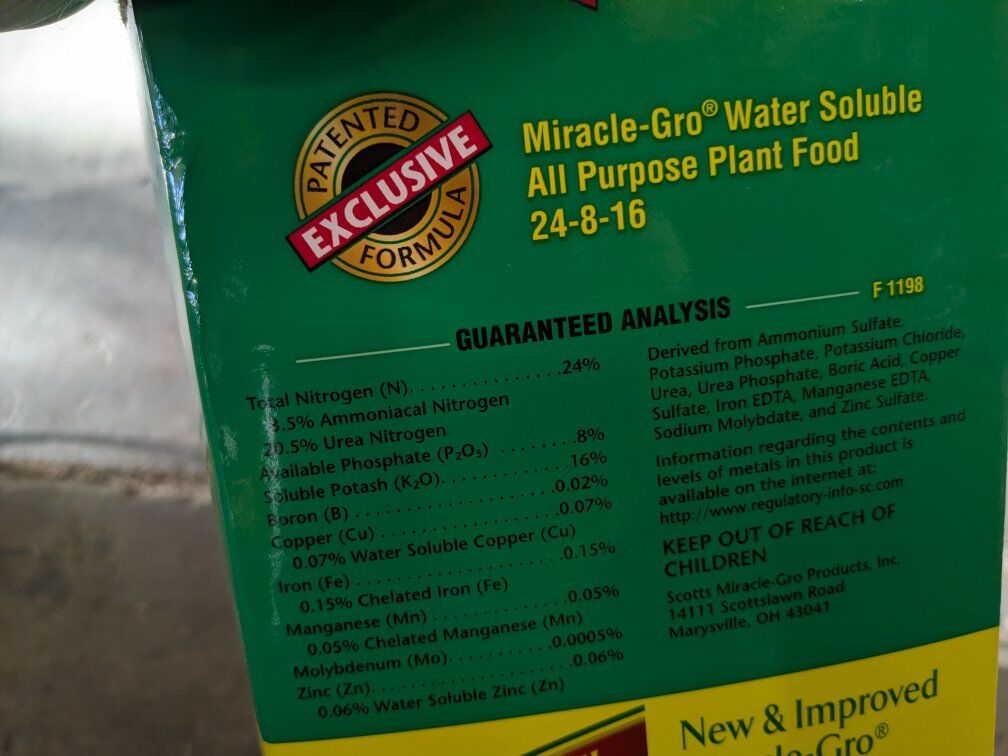 PATENTED
EXCLUSIVE
FORMULA
Miracle-Gro® Water Soluble
All Purpose Plant Food
24-8-16
GUARANTEED ANALYSIS
F 1198
Total Nitrogen (N)...............24%
3.5% Ammoniacal Nitrogen
20.5% Urea Nitrogen
Available Phosphate (P₂O₅) ........8%
Soluble Potash (K₂O)..............16%
Boron (B) .....................0.02%
Copper (Cu) ...................0.07%
0.07% Water Soluble Copper (Cu)
Iron (Fe) .....................0.15%
0.15% Chelated Iron (Fe)
Manganese (Mn) ...............0.05%
0.05% Chelated Manganese (Mn)
Molybdenum (Mo)............0.0005%
Zinc (Zn)......................0.06%
0.06% Water Soluble Zinc (Zn)
Derived from Ammonium Sulfate,
Potassium Phosphate, Potassium Chloride,
Urea, Urea Phosphate, Boric Acid, Copper
Sulfate, Iron EDTA, Manganese EDTA,
Sodium Molybdate, and Zinc Sulfate.
Information regarding the contents and
levels of metals in this product is
available on the internet at:
http://www.regulatory-info-sc.com
KEEP OUT OF REACH OF
CHILDREN
Scotts Miracle-Gro Products, Inc.
14111 Scottslawn Road
Marysville, OH 43041
New & Improved